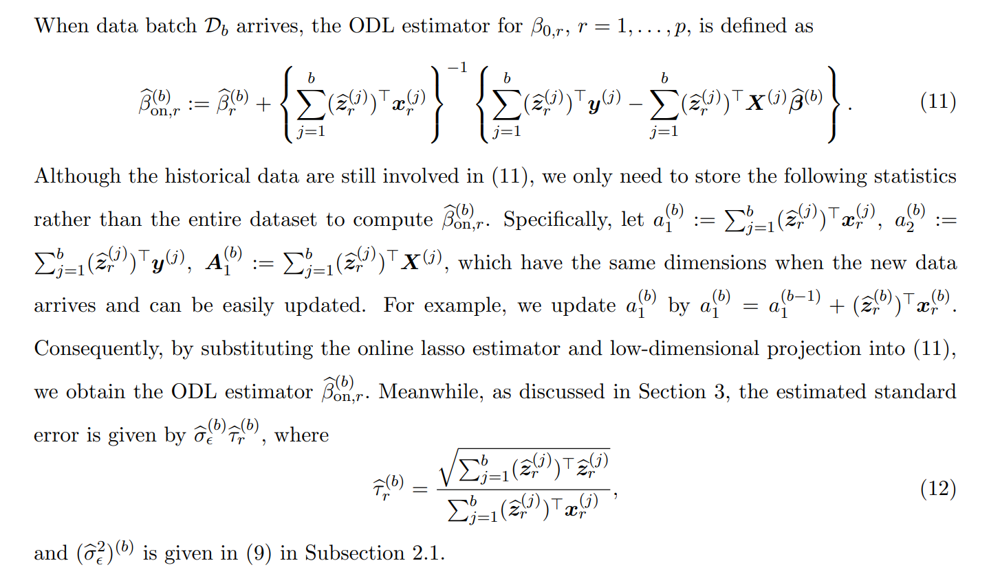 When data batch $\mathcal{D}_b$ arrives, the ODL estimator for $\beta_{0,r}$, $r = 1, \ldots, p$, is defined as
$$\widehat{\beta}_{\text{on},r}^{(b)} := \widehat{\beta}_r^{(b)} + \left\{ \sum_{j=1}^{b} (\widehat{\boldsymbol{z}}_r^{(j)})^\top \boldsymbol{x}_r^{(j)} \right\}^{-1} \left\{ \sum_{j=1}^{b} (\widehat{\boldsymbol{z}}_r^{(j)})^\top \boldsymbol{y}^{(j)} - \sum_{j=1}^{b} (\widehat{\boldsymbol{z}}_r^{(j)})^\top \boldsymbol{X}^{(j)} \widehat{\boldsymbol{\beta}}^{(b)} \right\}. \quad (11)$$
Although the historical data are still involved in (11), we only need to store the following statistics
rather than the entire dataset to compute $\widehat{\beta}_{\text{on},r}^{(b)}$. Specifically, let $a_1^{(b)} := \sum_{j=1}^{b} (\widehat{\boldsymbol{z}}_r^{(j)})^\top \boldsymbol{x}_r^{(j)}$, $a_2^{(b)} :=$
$\sum_{j=1}^{b} (\widehat{\boldsymbol{z}}_r^{(j)})^\top \boldsymbol{y}^{(j)}$, $\boldsymbol{A}_1^{(b)} := \sum_{j=1}^{b} (\widehat{\boldsymbol{z}}_r^{(j)})^\top \boldsymbol{X}^{(j)}$, which have the same dimensions when the new data
arrives and can be easily updated. For example, we update $a_1^{(b)}$ by $a_1^{(b)} = a_1^{(b-1)} + (\widehat{\boldsymbol{z}}_r^{(b)})^\top \boldsymbol{x}_r^{(b)}$.
Consequently, by substituting the online lasso estimator and low-dimensional projection into (11),
we obtain the ODL estimator $\widehat{\beta}_{\text{on},r}^{(b)}$. Meanwhile, as discussed in Section 3, the estimated standard
error is given by $\widehat{\sigma}_\epsilon^{(b)} \widehat{\tau}_r^{(b)}$, where
$$\widehat{\tau}_r^{(b)} = \frac{\sqrt{\sum_{j=1}^{b} (\widehat{\boldsymbol{z}}_r^{(j)})^\top \widehat{\boldsymbol{z}}_r^{(j)}}}{\sum_{j=1}^{b} (\widehat{\boldsymbol{z}}_r^{(j)})^\top \boldsymbol{x}_r^{(j)}}, \quad (12)$$
and $(\widehat{\sigma}_\epsilon^2)^{(b)}$ is given in (9) in Subsection 2.1.